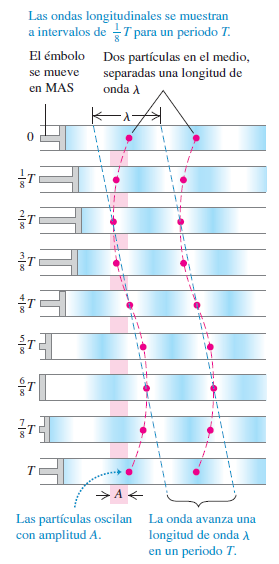 Las ondas longitudinales se muestran
a intervalos de 1/8 T para un periodo T.
El émbolo
se mueve
en MAS
Dos partículas en el medio,
separadas una longitud de
onda λ
λ
0
1/8 T
2/8 T
3/8 T
4/8 T
5/8 T
6/8 T
7/8 T
T
A
Las partículas oscilan
con amplitud A.
La onda avanza una
longitud de onda λ
en un periodo T.